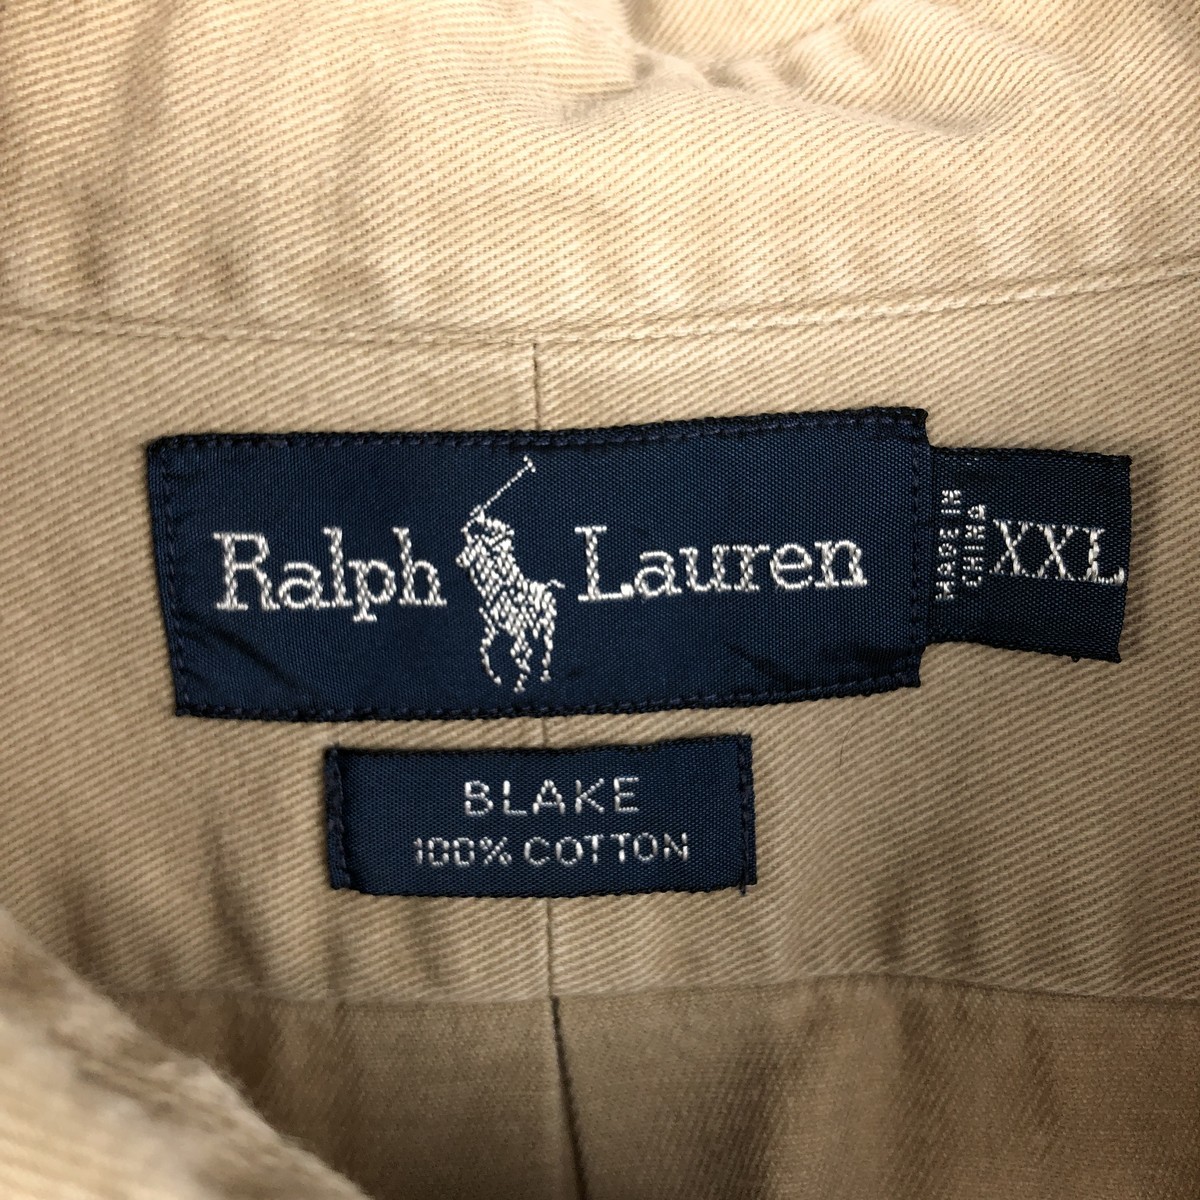 Ralph Lauren
MADE IN
CHINA
XXL
BLAKE
100% COTTON